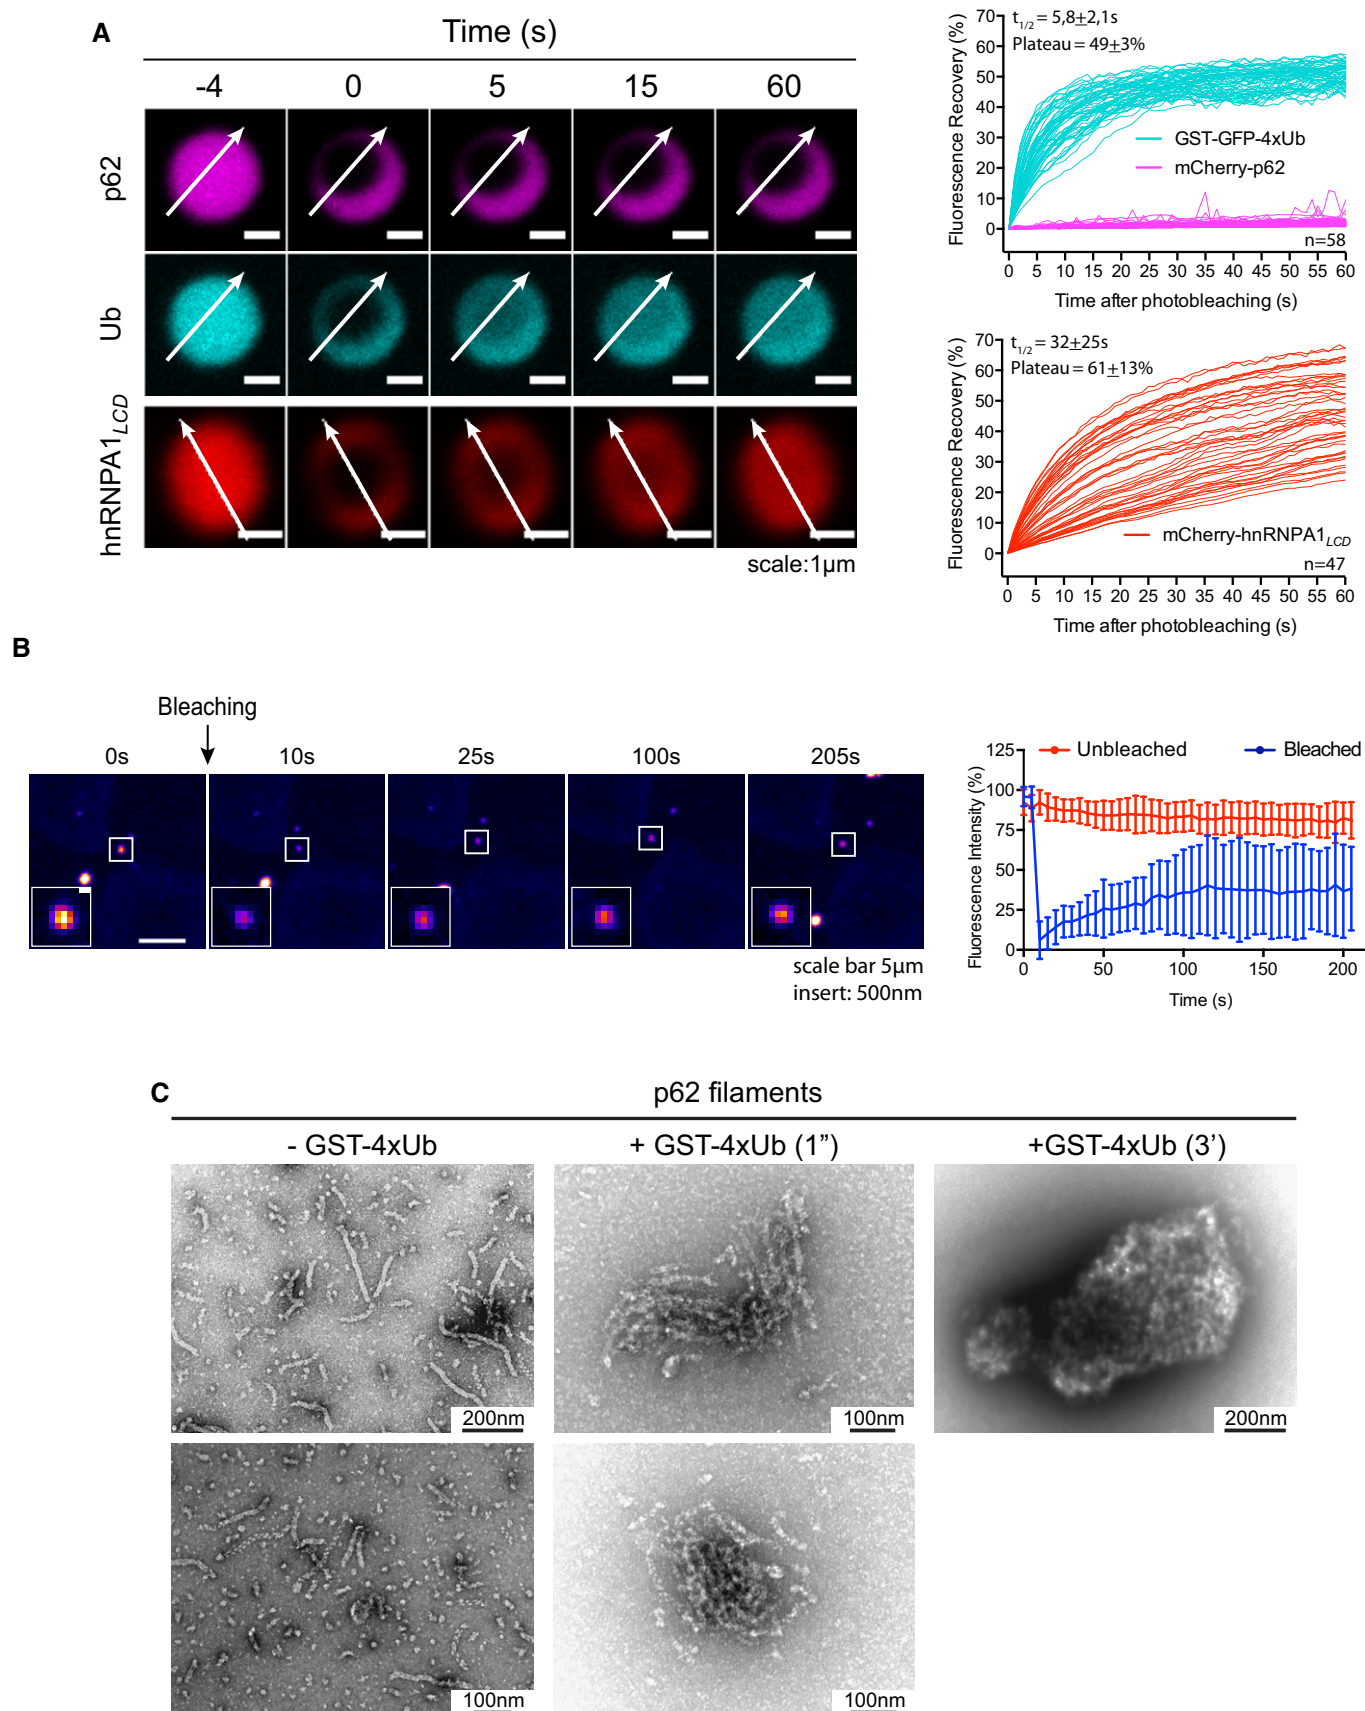 A
Time (s)
-4 0 5 15 60
p62
Ub
hnRNPA1LCD
scale:1µm
Fluorescence Recovery (%)
70
60
50
40
30
20
10
0
t1/2 = 5,8±2,1s
Plateau = 49±3%
GST-GFP-4xUb
mCherry-p62
n=58
0 5 10 15 20 25 30 35 40 45 50 55 60
Time after photobleaching (s)
Fluorescence Recovery (%)
70
60
50
40
30
20
10
0
t1/2 = 32±25s
Plateau = 61±13%
mCherry-hnRNPA1LCD
n=47
0 5 10 15 20 25 30 35 40 45 50 55 60
Time after photobleaching (s)
B
Bleaching
0s 10s 25s 100s 205s
scale bar 5µm
insert: 500nm
Fluorescence Intensity (%)
125
100
75
50
25
0
Unbleached Bleached
0 50 100 150 200
Time (s)
C
p62 filaments
- GST-4xUb + GST-4xUb (1”) +GST-4xUb (3’)
200nm 100nm 200nm
100nm 100nm